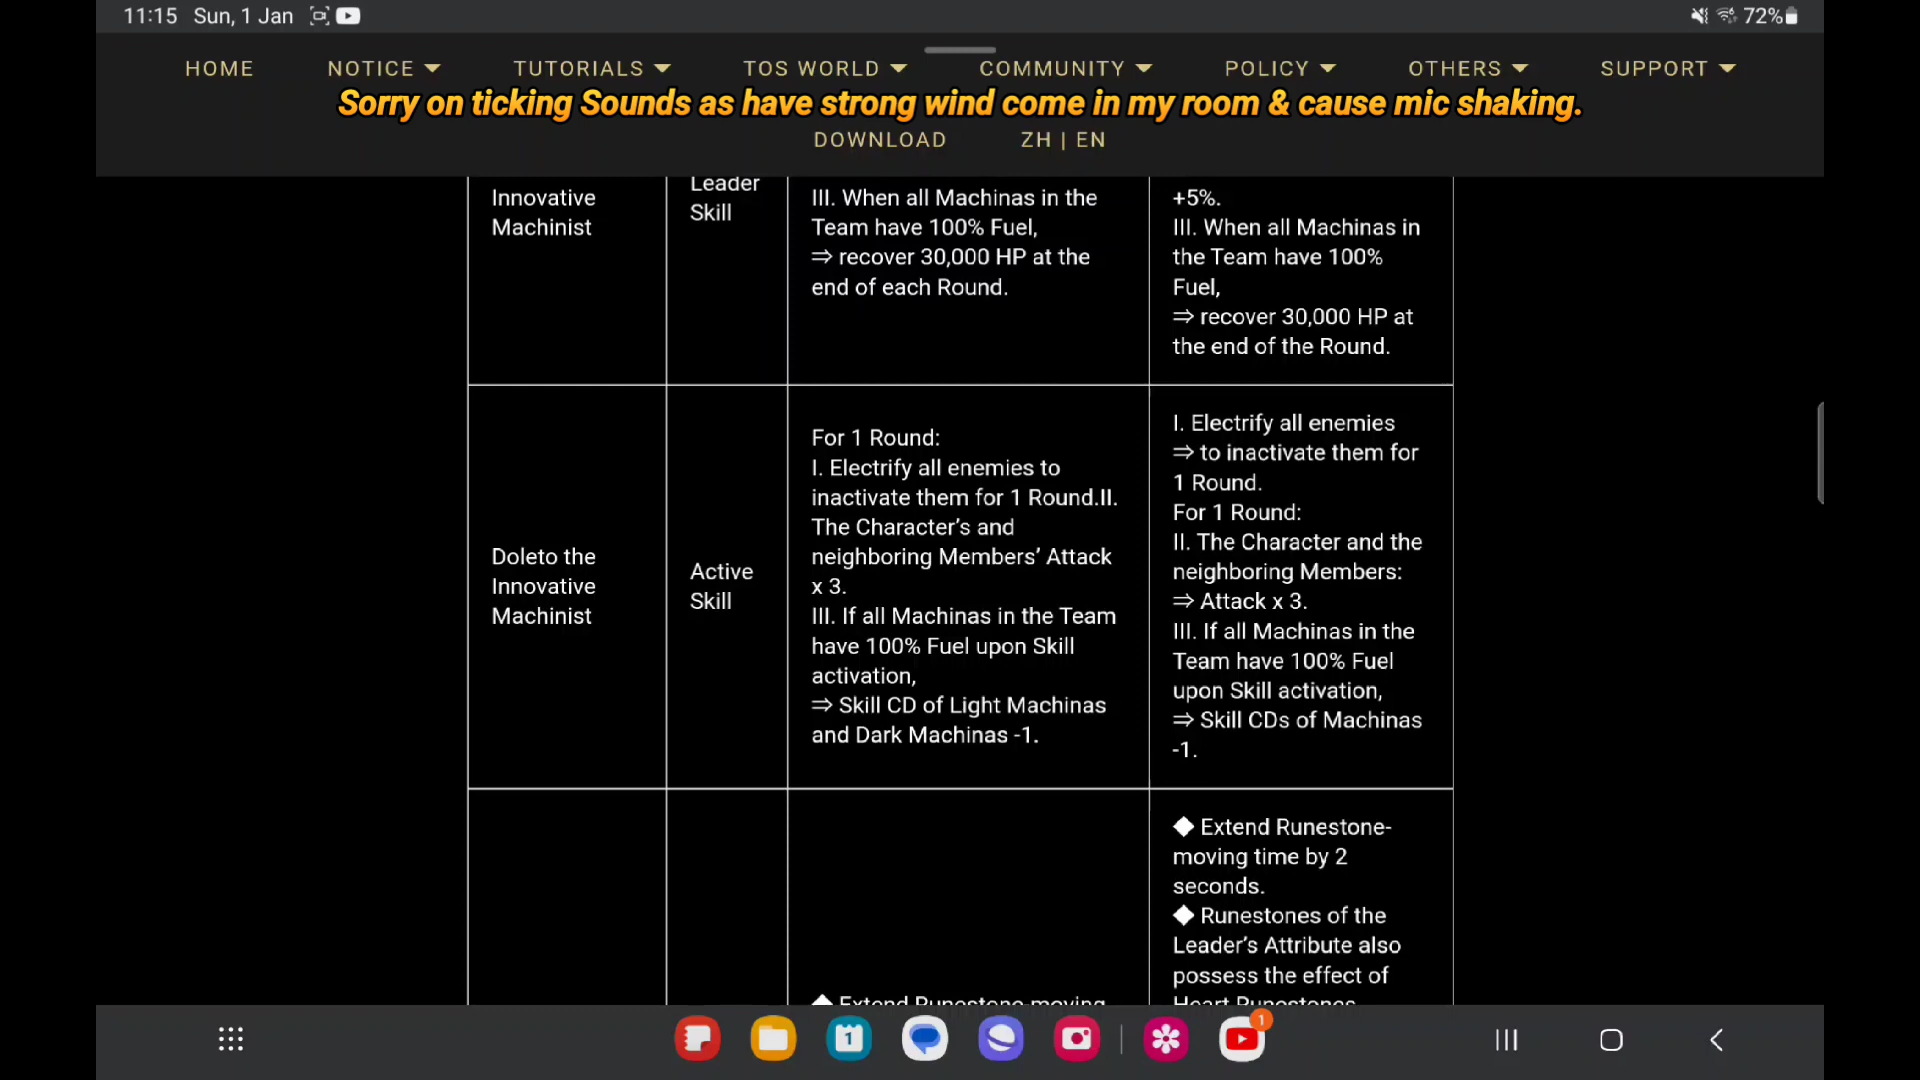 11:15 Sun, 1 Jan 72%
HOME NOTICE TUTORIALS TOS WORLD COMMUNITY POLICY OTHERS SUPPORT
Sorry on ticking Sounds as have strong wind come in my room & cause mic shaking.
DOWNLOAD ZH | EN
Innovative
Machinist
Leader
Skill
III. When all Machinas in the
Team have 100% Fuel,
⇒ recover 30,000 HP at the
end of each Round.
+5%.
III. When all Machinas in
the Team have 100%
Fuel,
⇒ recover 30,000 HP at
the end of the Round.
Doleto the
Innovative
Machinist
Active
Skill
For 1 Round:
I. Electrify all enemies to
inactivate them for 1 Round.II.
The Character’s and
neighboring Members’ Attack
x 3.
III. If all Machinas in the Team
have 100% Fuel upon Skill
activation,
⇒ Skill CD of Light Machinas
and Dark Machinas -1.
I. Electrify all enemies
⇒ to inactivate them for
1 Round.
For 1 Round:
II. The Character and the
neighboring Members:
⇒ Attack x 3.
III. If all Machinas in the
Team have 100% Fuel
upon Skill activation,
⇒ Skill CDs of Machinas
-1.
◆ Extend Runestone-moving
◆ Extend Runestone-
moving time by 2
seconds.
◆ Runestones of the
Leader’s Attribute also
possess the effect of
Heart Runestones
1
1